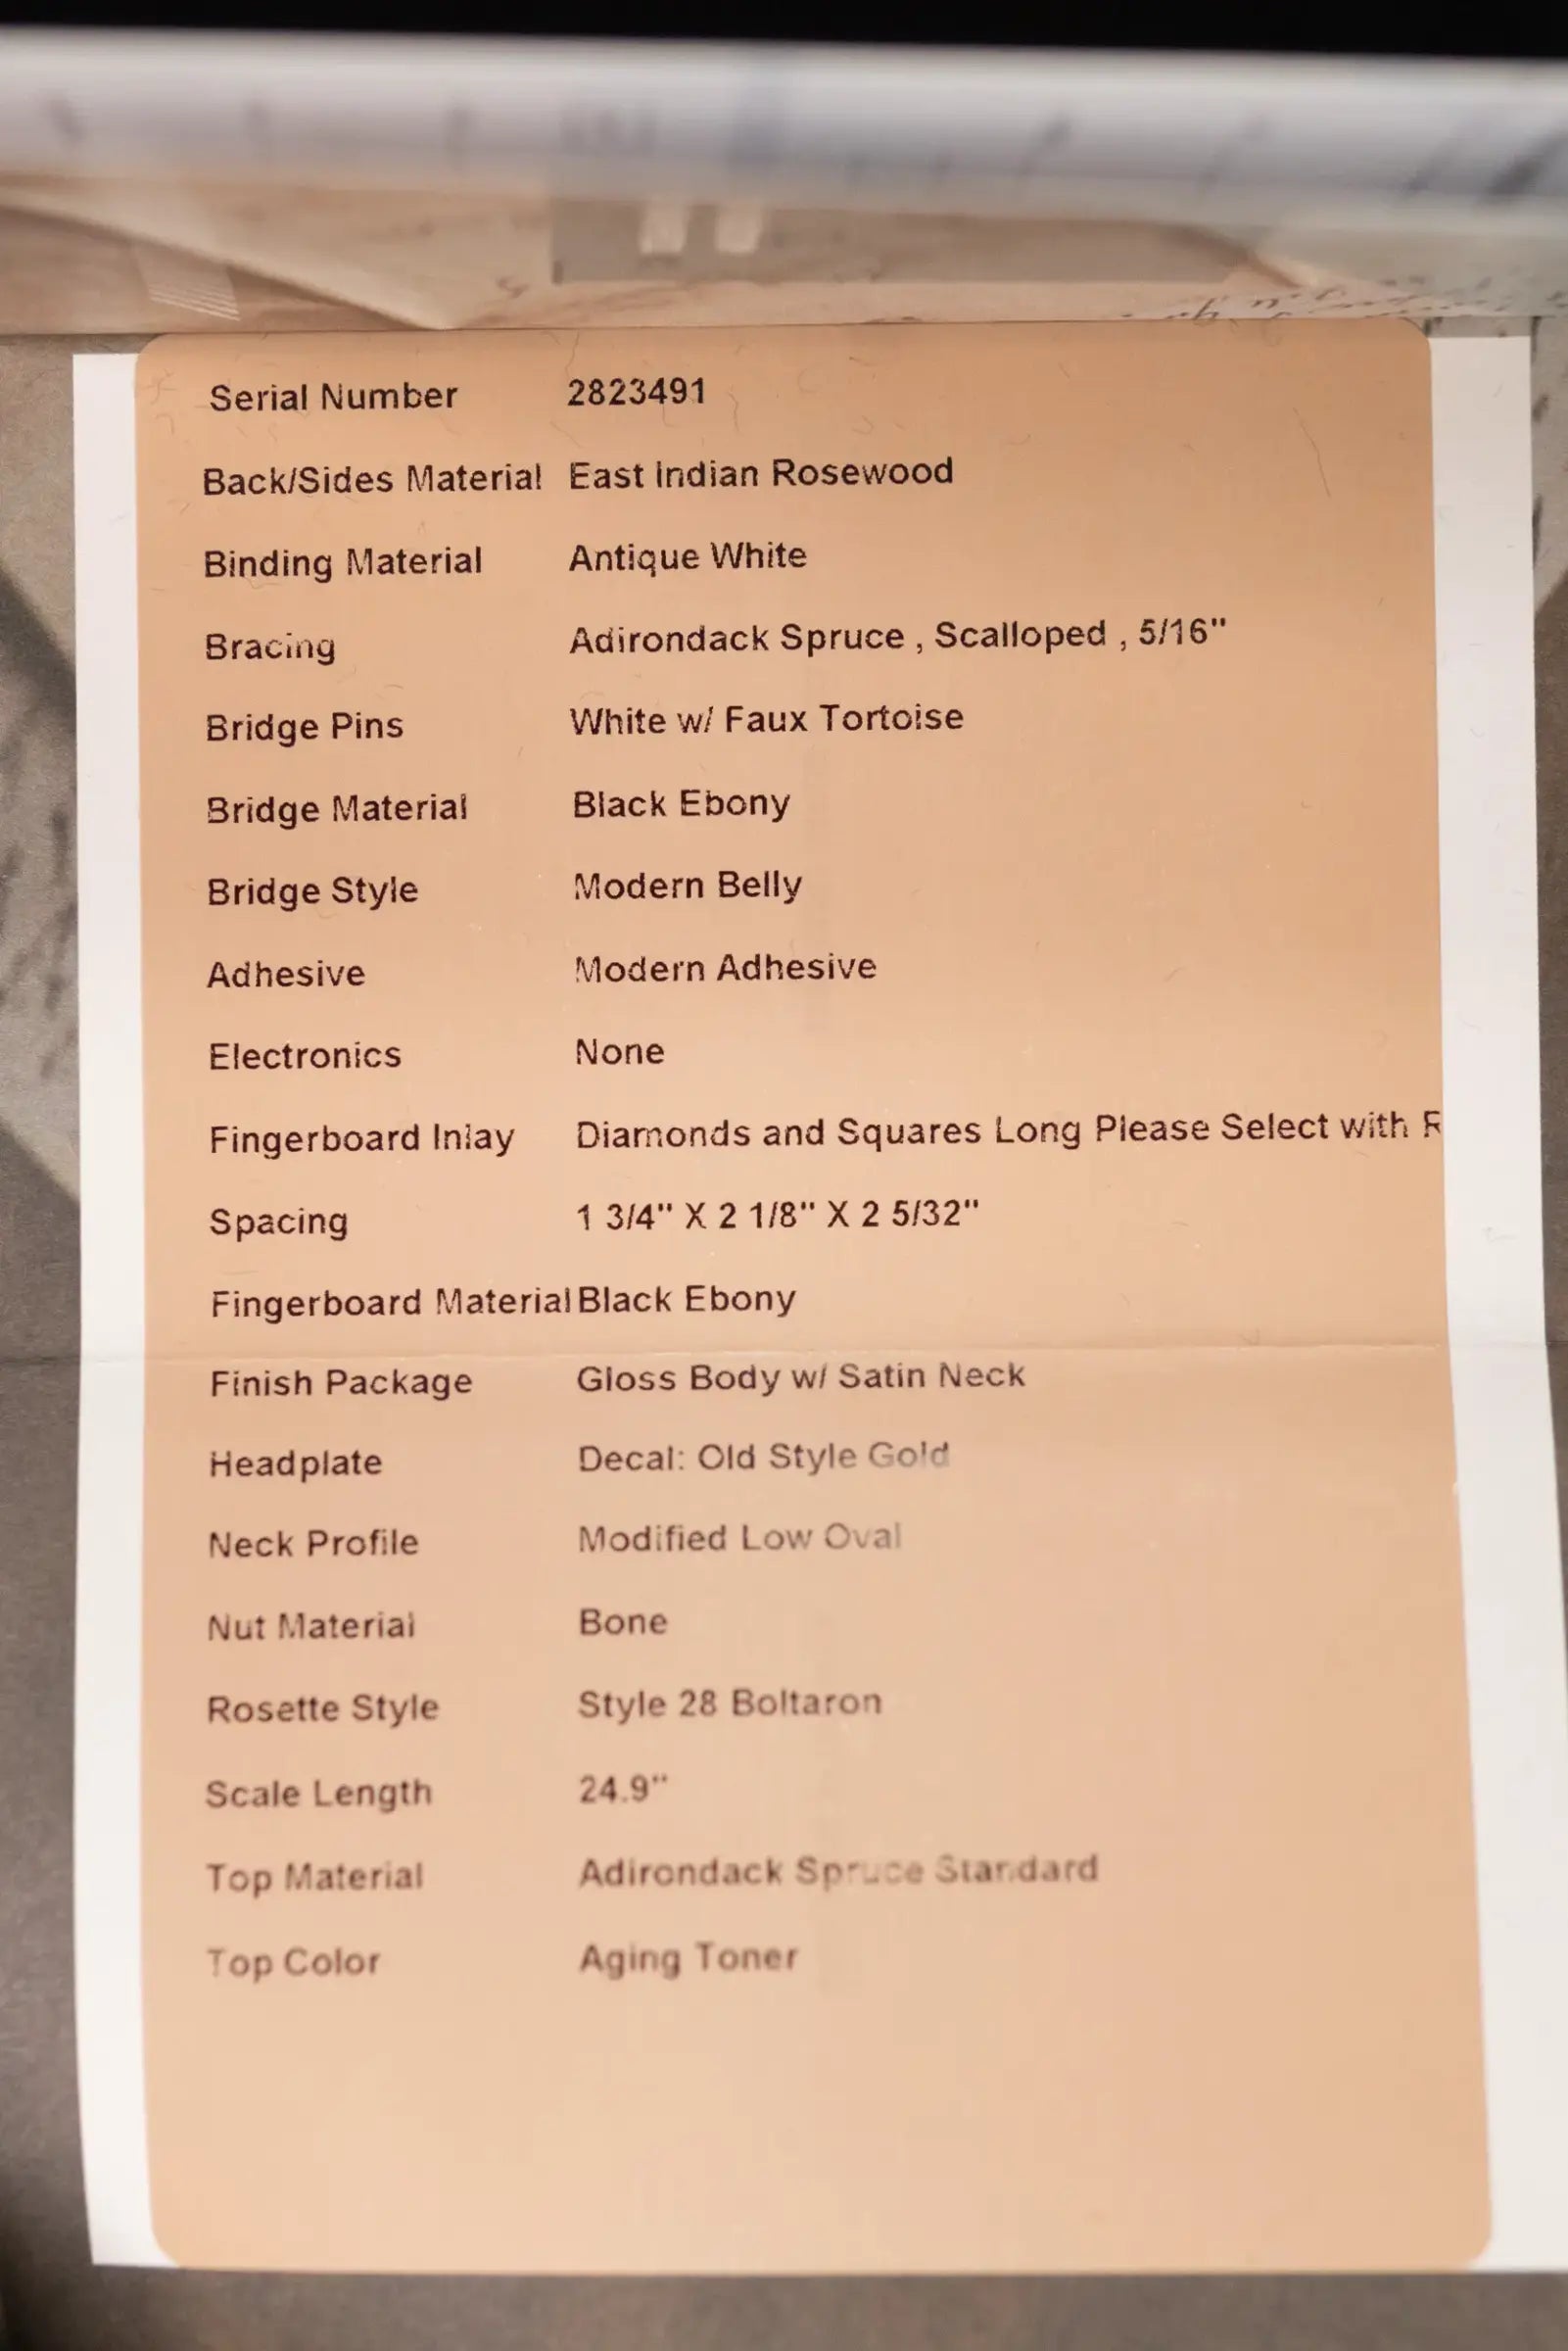 Serial Number 2823491
Back/Sides Material East Indian Rosewood
Binding Material Antique White
Bracing Adirondack Spruce , Scalloped , 5/16"
Bridge Pins White w/ Faux Tortoise
Bridge Material Black Ebony
Bridge Style Modern Belly
Adhesive Modern Adhesive
Electronics None
Fingerboard Inlay Diamonds and Squares Long Please Select with
Spacing 1 3/4" X 2 1/8" X 2 5/32"
Fingerboard Material Black Ebony
Finish Package Gloss Body w/ Satin Neck
Headplate Decal: Old Style Gold
Neck Profile Modified Low Oval
Nut Material Bone
Rosette Style Style 28 Boltaron
Scale Length 24.9"
Top Material Adirondack Spruce Standard
Top Color Aging Toner